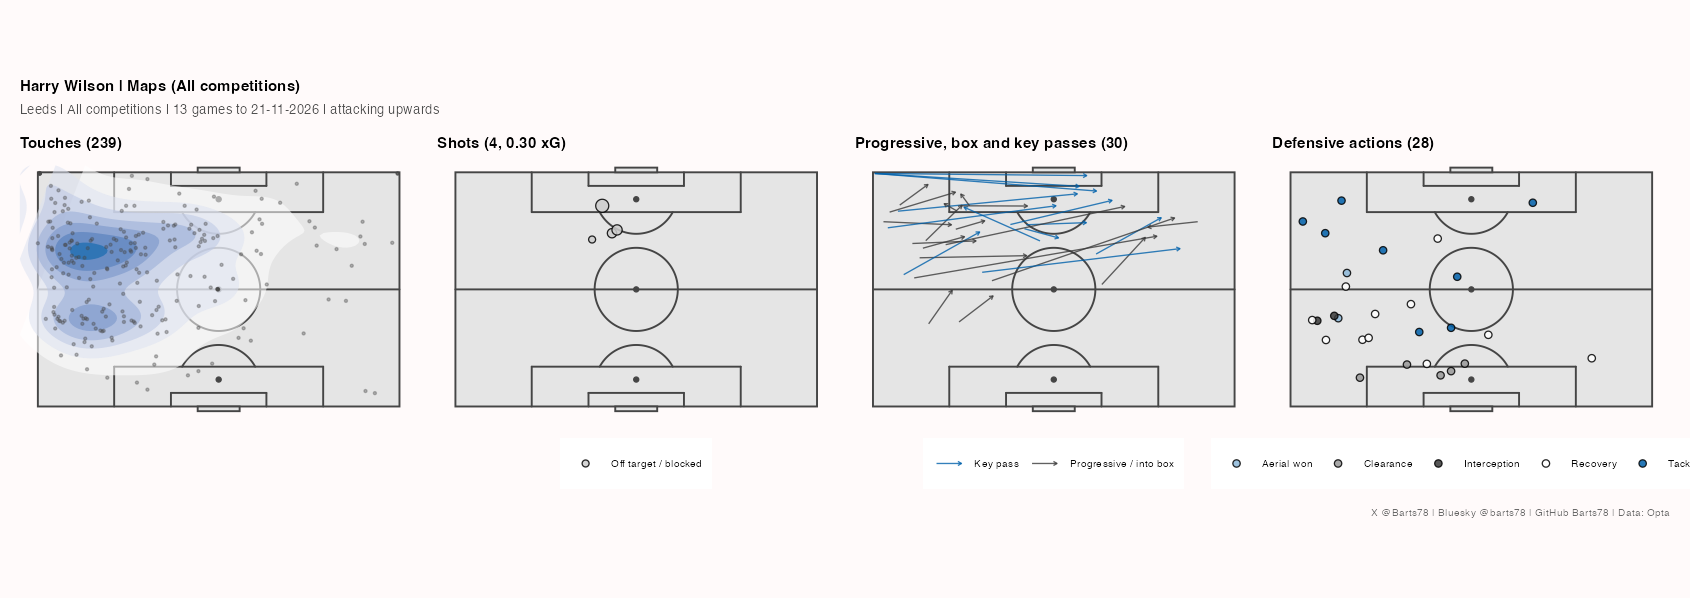 Harry Wilson | Maps (All competitions)
Leeds | All competitions | 13 games to 21-11-2026 | attacking upwards
Touches (239)
Shots (4, 0.30 xG)
Progressive, box and key passes (30)
Defensive actions (28)
Off target / blocked
Key pass
Progressive / into box
Aerial won
Clearance
Interception
Recovery
Tack
X @Barts78 | Bluesky @barts78 | GitHub Barts78 | Data: Opta